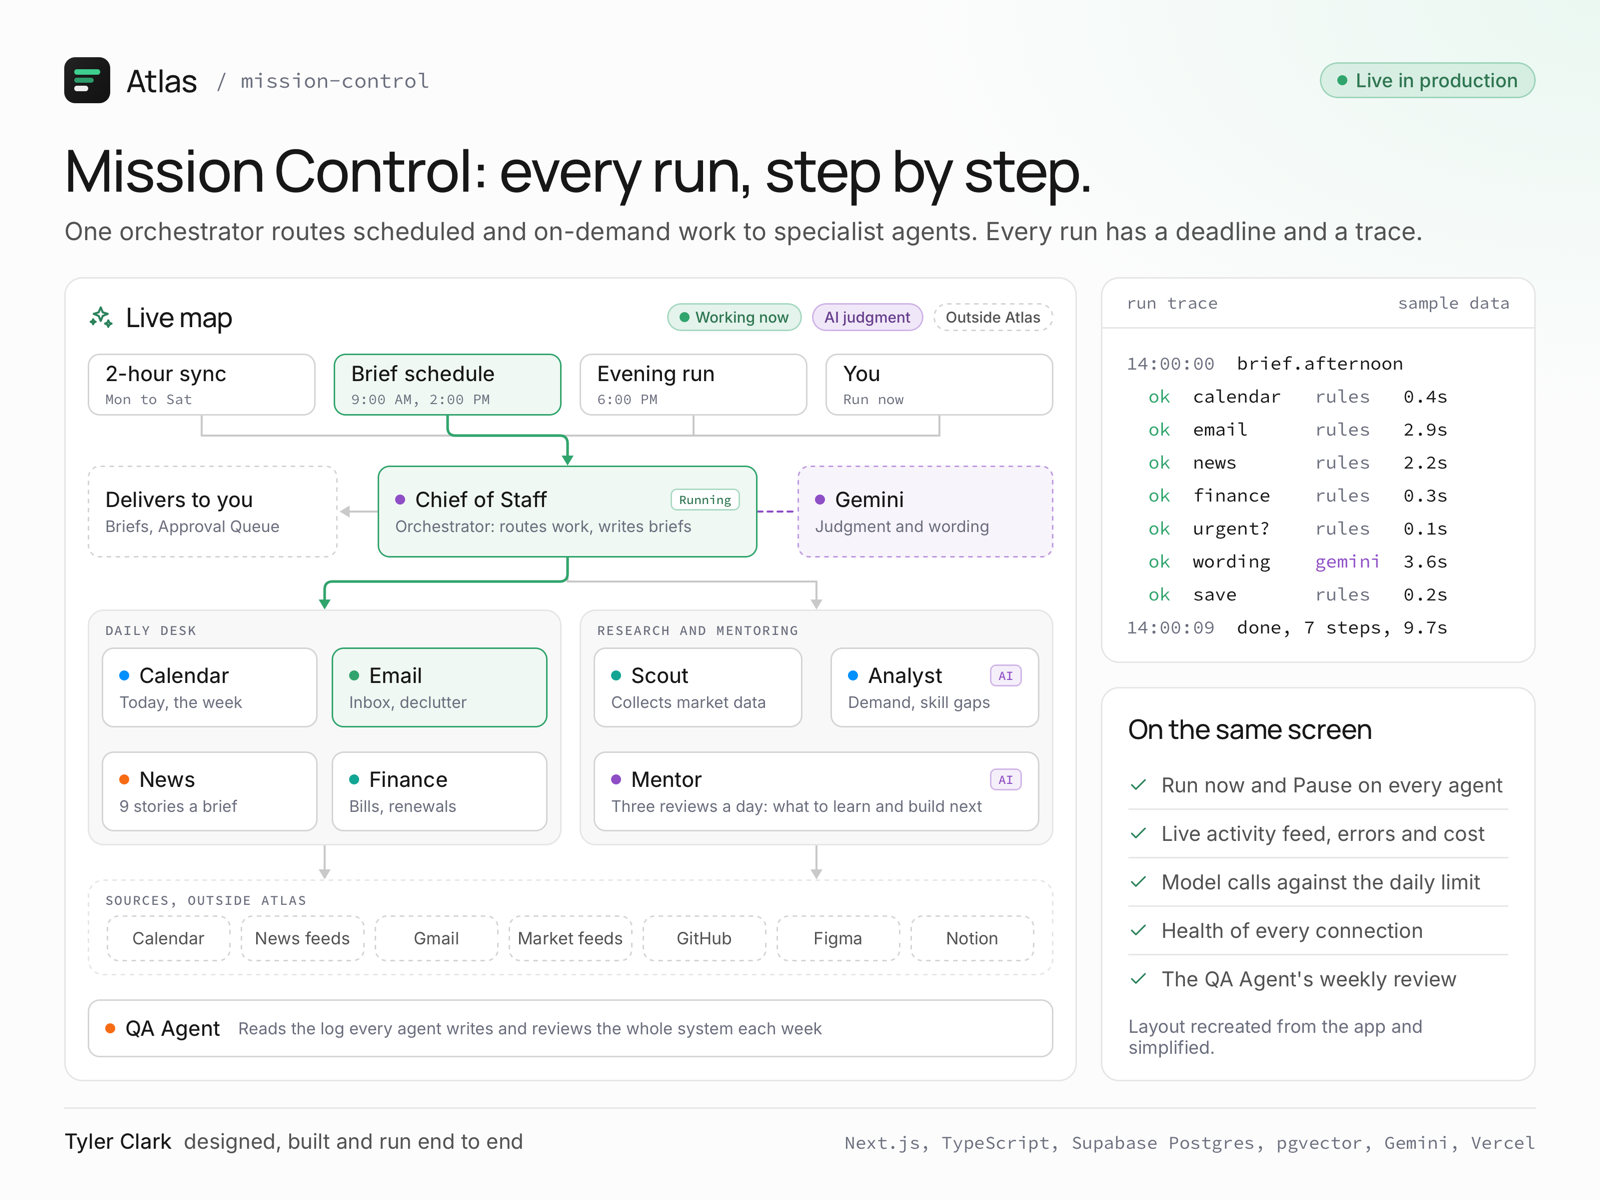 Atlas / mission-control
Live in production
Mission Control: every run, step by step.
One orchestrator routes scheduled and on-demand work to specialist agents. Every run has a deadline and a trace.
Live map
Working now
AI judgment
Outside Atlas
2-hour sync
Mon to Sat
Brief schedule
9:00 AM, 2:00 PM
Evening run
6:00 PM
You
Run now
Delivers to you
Briefs, Approval Queue
Chief of Staff
Running
Orchestrator: routes work, writes briefs
Gemini
Judgment and wording
DAILY DESK
Calendar
Today, the week
Email
Inbox, declutter
News
9 stories a brief
Finance
Bills, renewals
RESEARCH AND MENTORING
Scout
Collects market data
Analyst
AI
Demand, skill gaps
Mentor
AI
Three reviews a day: what to learn and build next
SOURCES, OUTSIDE ATLAS
Calendar
News feeds
Gmail
Market feeds
GitHub
Figma
Notion
QA Agent
Reads the log every agent writes and reviews the whole system each week
run trace
sample data
14:00:00 brief.afternoon
ok calendar rules 0.4s
ok email rules 2.9s
ok news rules 2.2s
ok finance rules 0.3s
ok urgent? rules 0.1s
ok wording gemini 3.6s
ok save rules 0.2s
14:00:09 done, 7 steps, 9.7s
On the same screen
Run now and Pause on every agent
Live activity feed, errors and cost
Model calls against the daily limit
Health of every connection
The QA Agent's weekly review
Layout recreated from the app and
simplified.
Tyler Clark designed, built and run end to end
Next.js, TypeScript, Supabase Postgres, pgvector, Gemini, Vercel